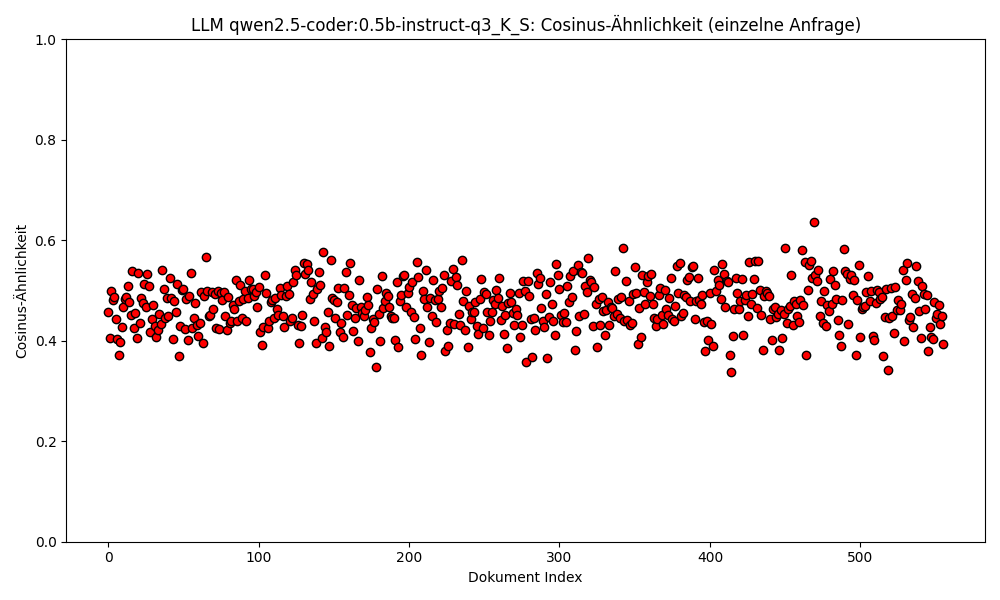 LLM qwen2.5-coder:0.5b-instruct-q3_K_S: Cosinus-Ähnlichkeit (einzelne Anfrage)
1.0
0.8
0.6
0.4
0.2
0.0
Cosinus-Ähnlichkeit
0 100 200 300 400 500
Dokument Index